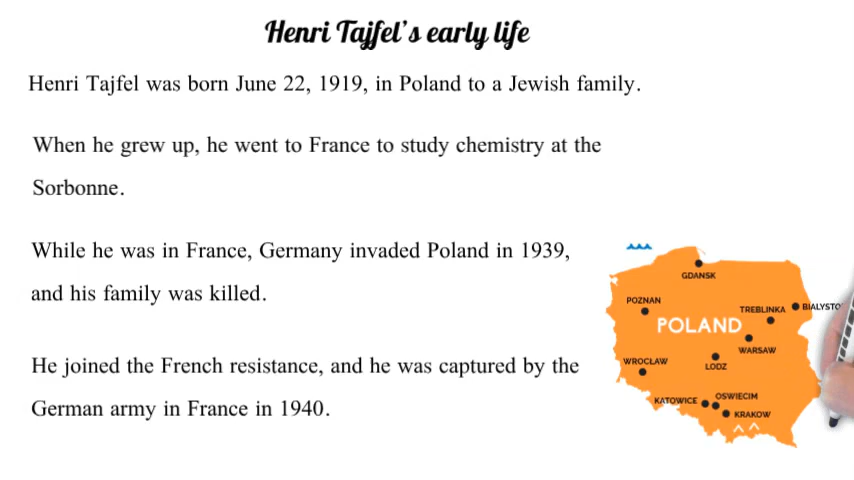 Henri Tajfel's early life
Henri Tajfel was born June 22, 1919, in Poland to a Jewish family.
When he grew up, he went to France to study chemistry at the
Sorbonne.
While he was in France, Germany invaded Poland in 1939,
and his family was killed.
He joined the French resistance, and he was captured by the
German army in France in 1940.
GDANSK
POZNAN
TREBLINKA
POLAND
WARSAW
WROCLAW
LODZ
OSWIECIM
KATOWICE
KRAKOW